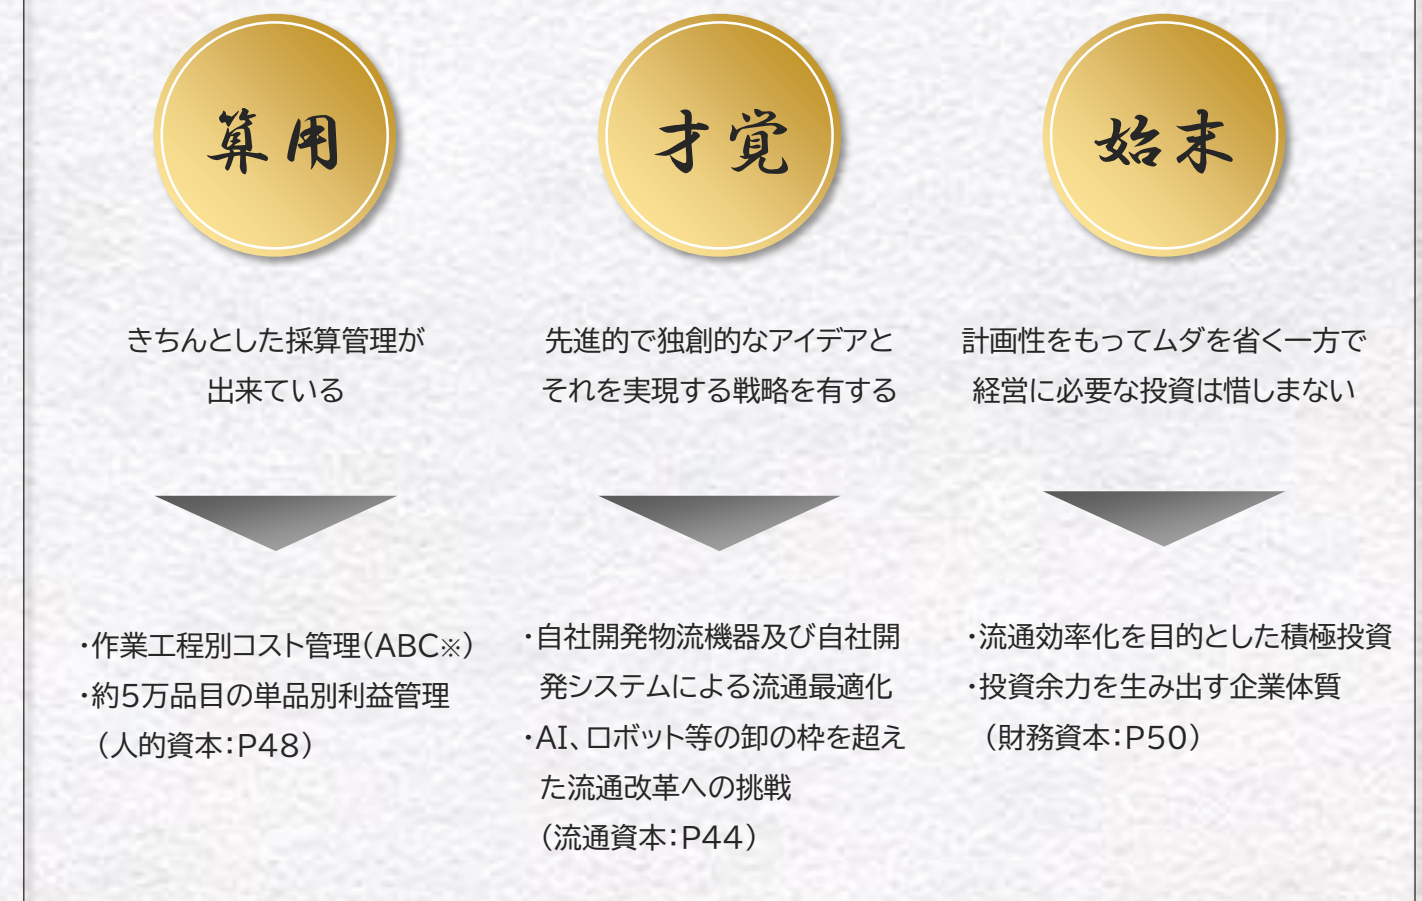 算用
きちんとした採算管理が
出来ている
・作業工程別コスト管理(ABC※)
・約5万品目の単品別利益管理
(人的資本:P48)
才覚
先進的で独創的なアイデアと
それを実現する戦略を有する
・自社開発物流機器及び自社開
発システムによる流通最適化
・AI、ロボット等の卸の枠を超え
た流通改革への挑戦
(流通資本:P44)
始末
計画性をもってムダを省く一方で
経営に必要な投資は惜しまない
・流通効率化を目的とした積極投資
・投資余力を生み出す企業体質
(財務資本:P50)